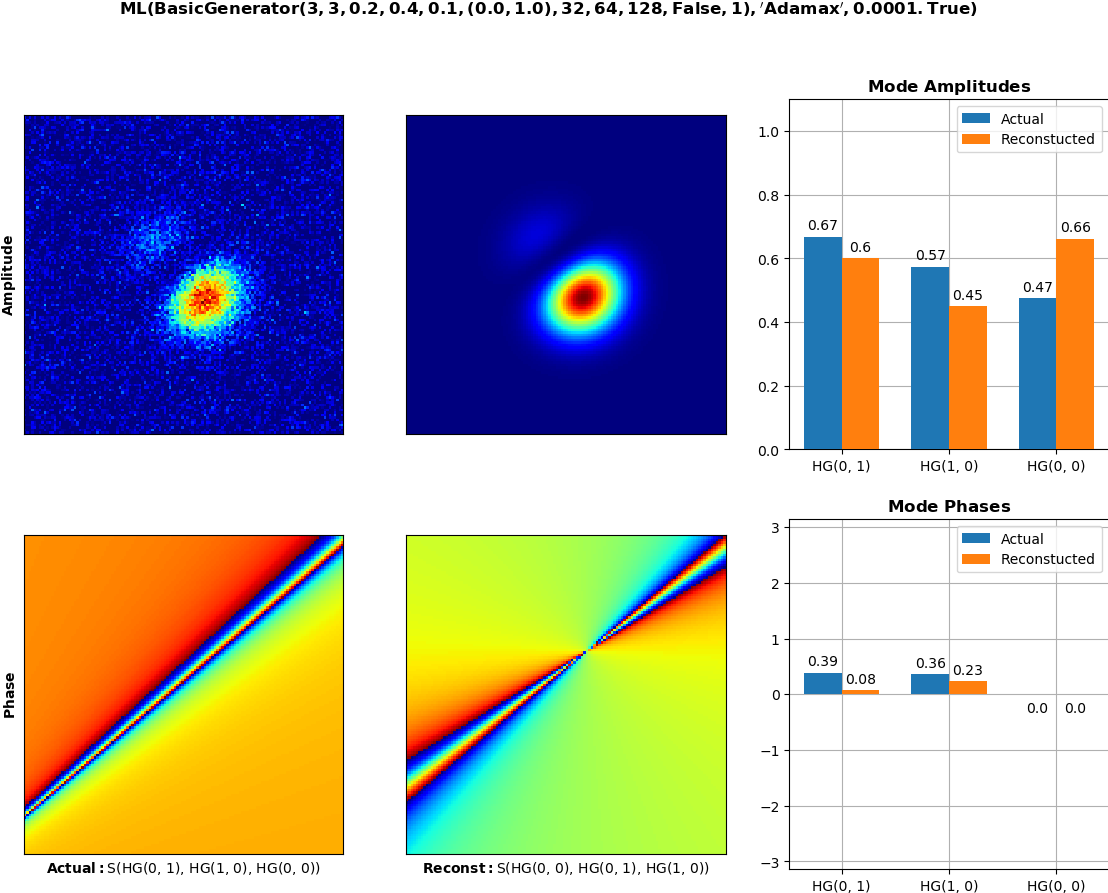 ML(BasicGenerator(3, 3, 0.2, 0.4, 0.1, (0.0, 1.0), 32, 64, 128, False, 1), ′Adamax′, 0.0001. True)
Amplitude
Mode Amplitudes
Actual
Reconstucted
1.0
0.8
0.6
0.4
0.2
0.0
0.67
0.6
0.57
0.45
0.47
0.66
HG(0, 1)
HG(1, 0)
HG(0, 0)
Phase
Actual: S(HG(0, 1), HG(1, 0), HG(0, 0))
Reconst: S(HG(0, 0), HG(0, 1), HG(1, 0))
Mode Phases
Actual
Reconstucted
3
2
1
0
−1
−2
−3
0.39
0.08
0.36
0.23
0.0
0.0
HG(0, 1)
HG(1, 0)
HG(0, 0)